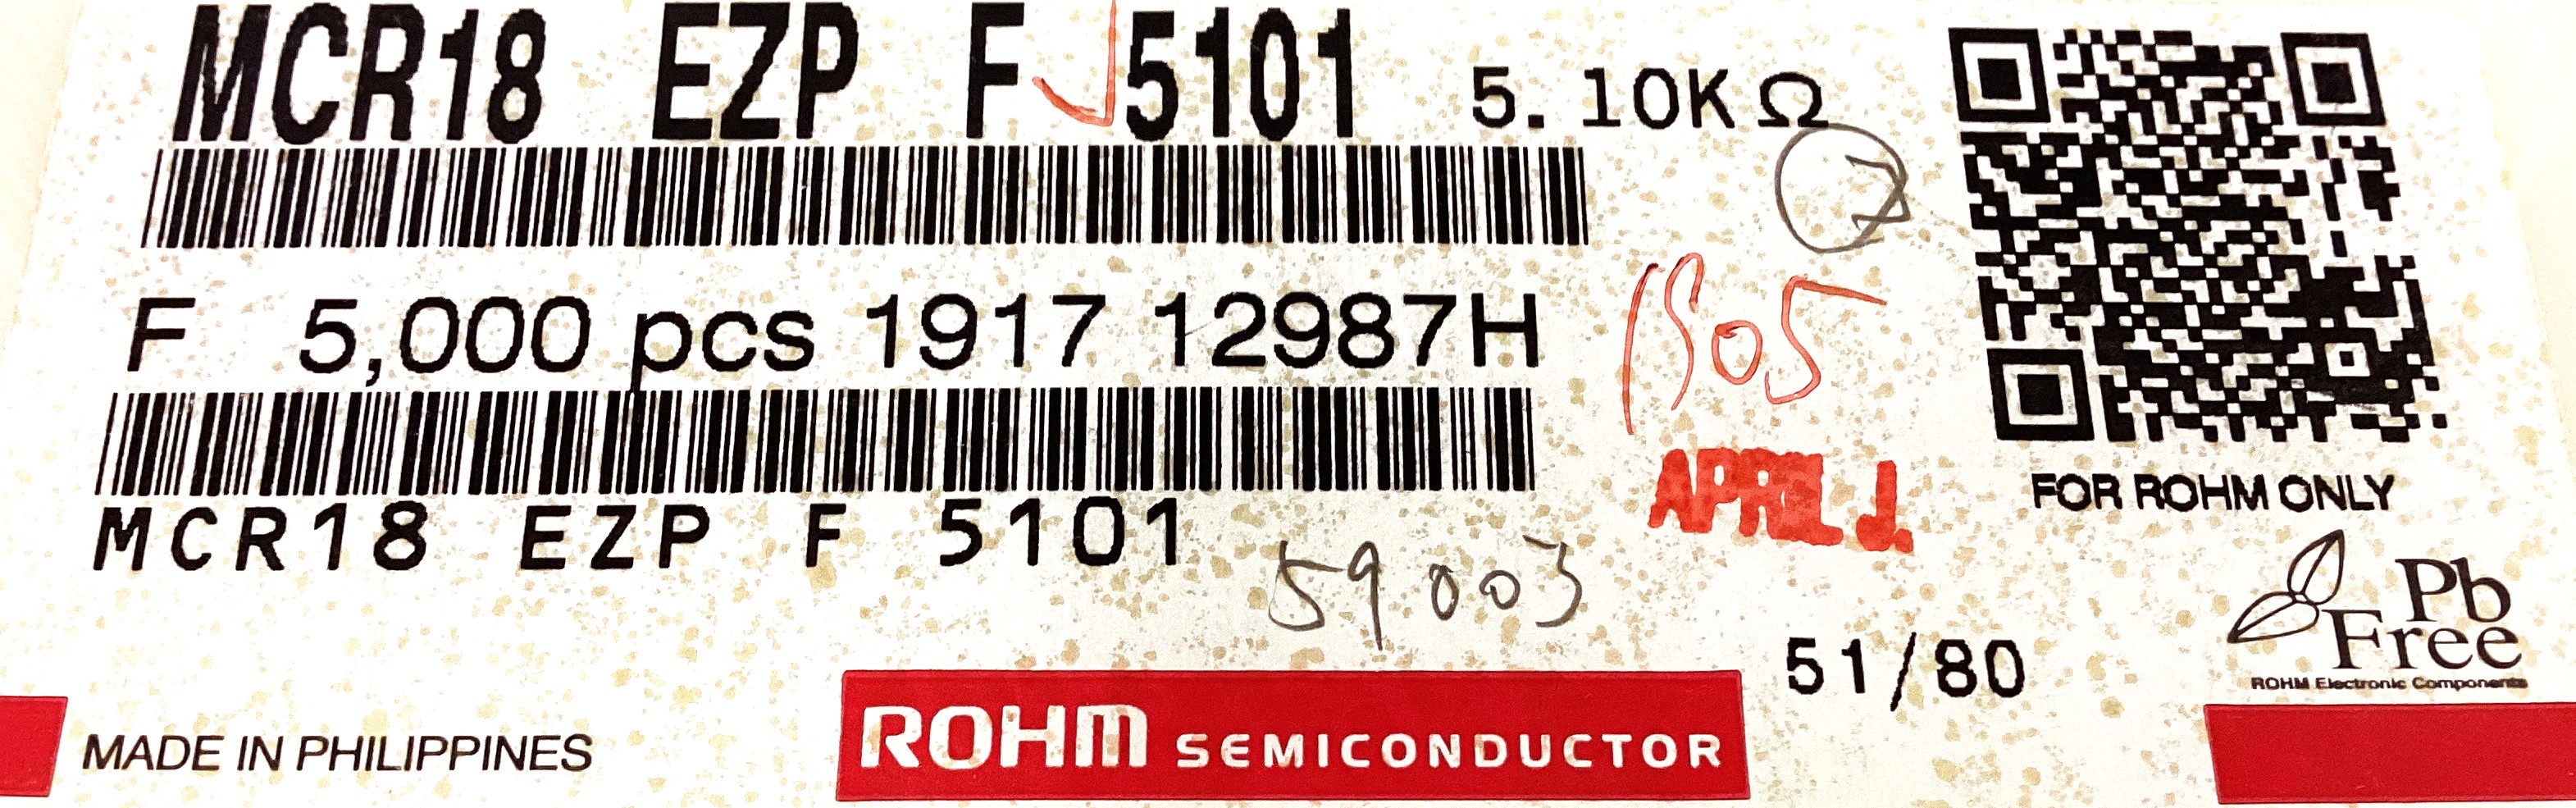 MCR18 EZP F 5101 5.10KΩ
F 5,000 pcs 1917 12987H
1905
APRIL J.
MCR18 EZP F 5101
59003
FOR ROHM ONLY
51/80
Pb
Free
ROHM Electronic Components
MADE IN PHILIPPINES
ROHM SEMICONDUCTOR